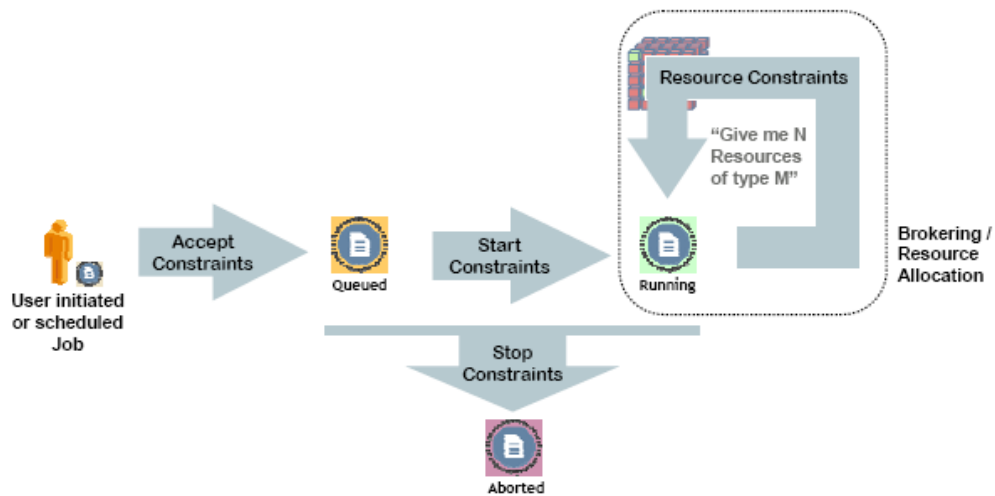 Resource Constraints
“Give me N
Resources
of type M”
Accept
Constraints
Start
Constraints
Brokering /
Resource
Allocation
Queued
Running
User initiated
or scheduled
Job
Stop
Constraints
Aborted